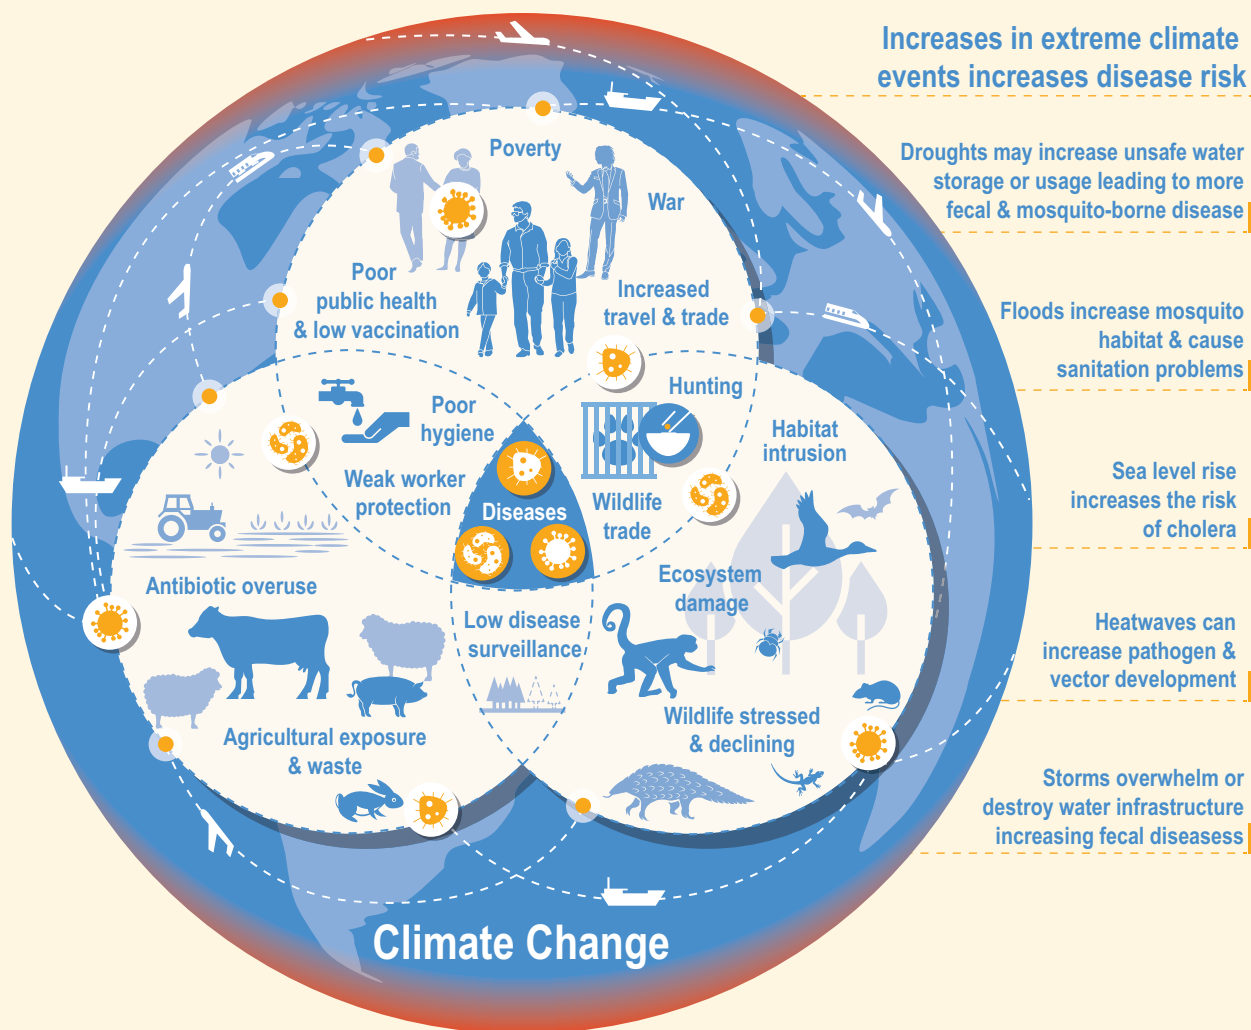 Increases in extreme climate
events increases disease risk
Droughts may increase unsafe water
storage or usage leading to more
fecal & mosquito-borne disease
Floods increase mosquito
habitat & cause
sanitation problems
Sea level rise
increases the risk
of cholera
Heatwaves can
increase pathogen &
vector development
Storms overwhelm or
destroy water infrastructure
increasing fecal diseasess
Poverty
War
Poor
public health
& low vaccination
Increased
travel & trade
Hunting
Poor
hygiene
Habitat
intrusion
Weak worker
protection
Wildlife
trade
Diseases
Antibiotic overuse
Ecosystem
damage
Low disease
surveillance
Agricultural exposure
& waste
Wildlife stressed
& declining
Climate Change